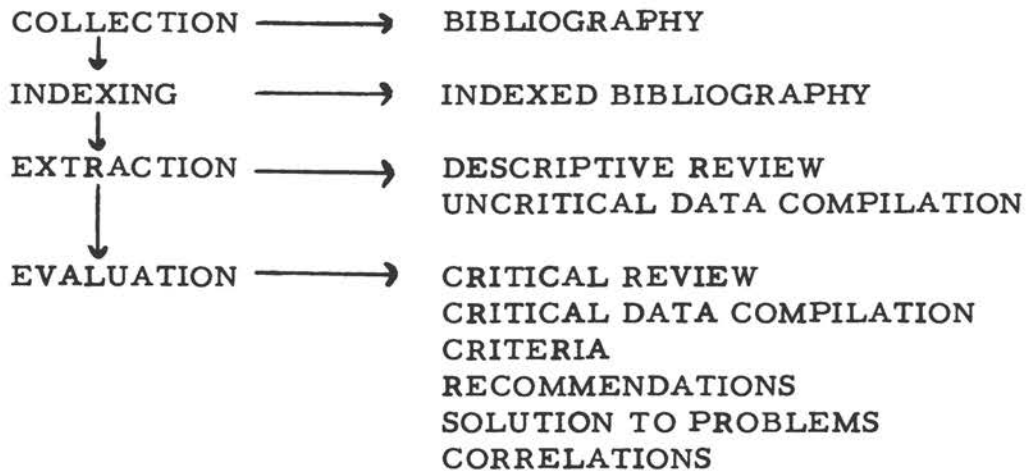 COLLECTION → BIBLIOGRAPHY
INDEXING → INDEXED BIBLIOGRAPHY
EXTRACTION → DESCRIPTIVE REVIEW
UNCRITICAL DATA COMPILATION
EVALUATION → CRITICAL REVIEW
CRITICAL DATA COMPILATION
CRITERIA
RECOMMENDATIONS
SOLUTION TO PROBLEMS
CORRELATIONS